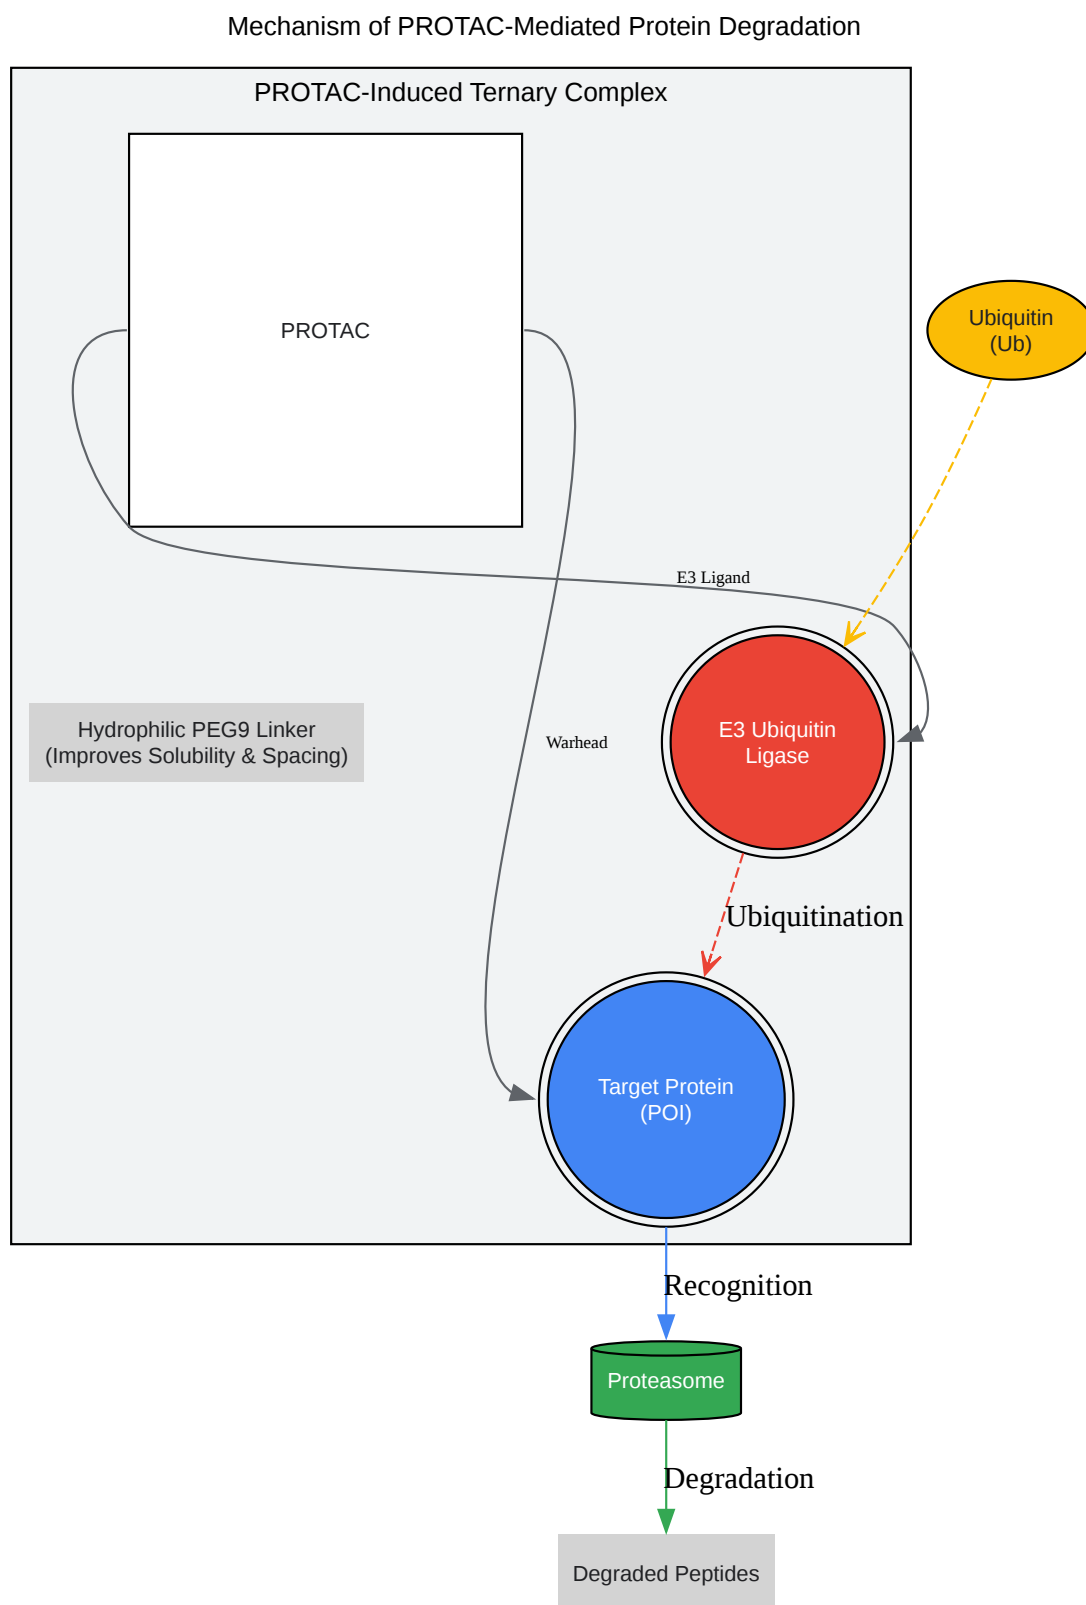 Mechanism of PROTAC-Mediated Protein Degradation
PROTAC-Induced Ternary Complex
PROTAC
Ubiquitin
(Ub)
E3 Ligand
Hydrophilic PEG9 Linker
(Improves Solubility & Spacing)
Warhead
E3 Ubiquitin
Ligase
Ubiquitination
Target Protein
(POI)
Recognition
Proteasome
Degradation
Degraded Peptides